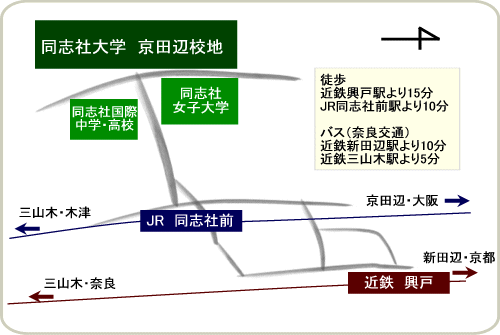 同志社大学 京田辺校地
同志社国際
中学・高校
同志社
女子大学
徒歩
近鉄興戸駅より15分
JR同志社前駅より10分
バス（奈良交通）
近鉄新田辺駅より10分
近鉄三山木駅より5分
三山木・木津
JR 同志社前
京田辺・大阪
新田辺・京都
三山木・奈良
近鉄 興戸